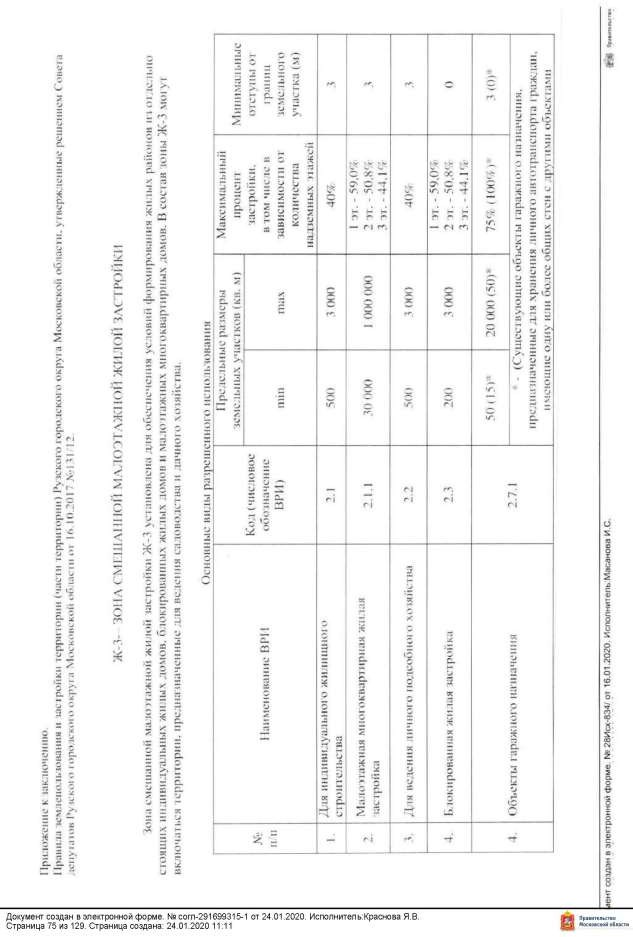 Приложение к заключению.
Правила землепользования и застройки территории (части территории) Рузского городского округа Московской области, утвержденные решением Совета
депутатов Рузского городского округа Московской области от 16.10.2017 №131/12.
Ж-3– ЗОНА СМЕШАННОЙ МАЛОЭТАЖНОЙ ЖИЛОЙ ЗАСТРОЙКИ
Зона смешанной малоэтажной жилой застройки Ж-3 установлена для обеспечения условий формирования жилых районов из отдельно
стоящих индивидуальных жилых домов, блокированных жилых домов и малоэтажных многоквартирных домов. В состав зоны Ж-3 могут
включаться территории, предназначенные для ведения садоводства и дачного хозяйства.
Основные виды разрешенного использования
№
п/п
Наименование ВРИ
Код (числовое
обозначение
ВРИ)
Предельные размеры
земельных участков (кв. м)
min
max
Максимальный
процент
застройки,
в том числе в
зависимости от
количества
надземных этажей
Минимальные
отступы от
границ
земельного
участка (м)
1.
Для индивидуального жилищного
строительства
2.1
500
3 000
40%
3
2.
Малоэтажная многоквартирная жилая
застройка
2.1.1
30 000
1 000 000
1 эт. - 59,0%
2 эт. - 50,8%
3 эт. - 44,1%
3
3.
Для ведения личного подсобного хозяйства
2.2
500
3 000
40%
3
4.
Блокированная жилая застройка
2.3
200
3 000
1 эт. - 59,0%
2 эт. - 50,8%
3 эт. - 44,1%
0
4.
Объекты гаражного назначения
2.7.1
50 (15)*
20 000 (50)*
75% (100%)*
3 (0)*
* - (Существующие объекты гаражного назначения,
предназначенные для хранения личного автотранспорта граждан,
имеющие одну или более общих стен с другими объектами
мент создан в электронной форме. № 28Исх-834/ от 16.01.2020. Исполнитель:Масанова И.С.
Правительство
Документ создан в электронной форме. № согл-291699315-1 от 24.01.2020. Исполнитель:Краснова Я.В.
Страница 75 из 129. Страница создана: 24.01.2020 11:11
Правительство
Московской области